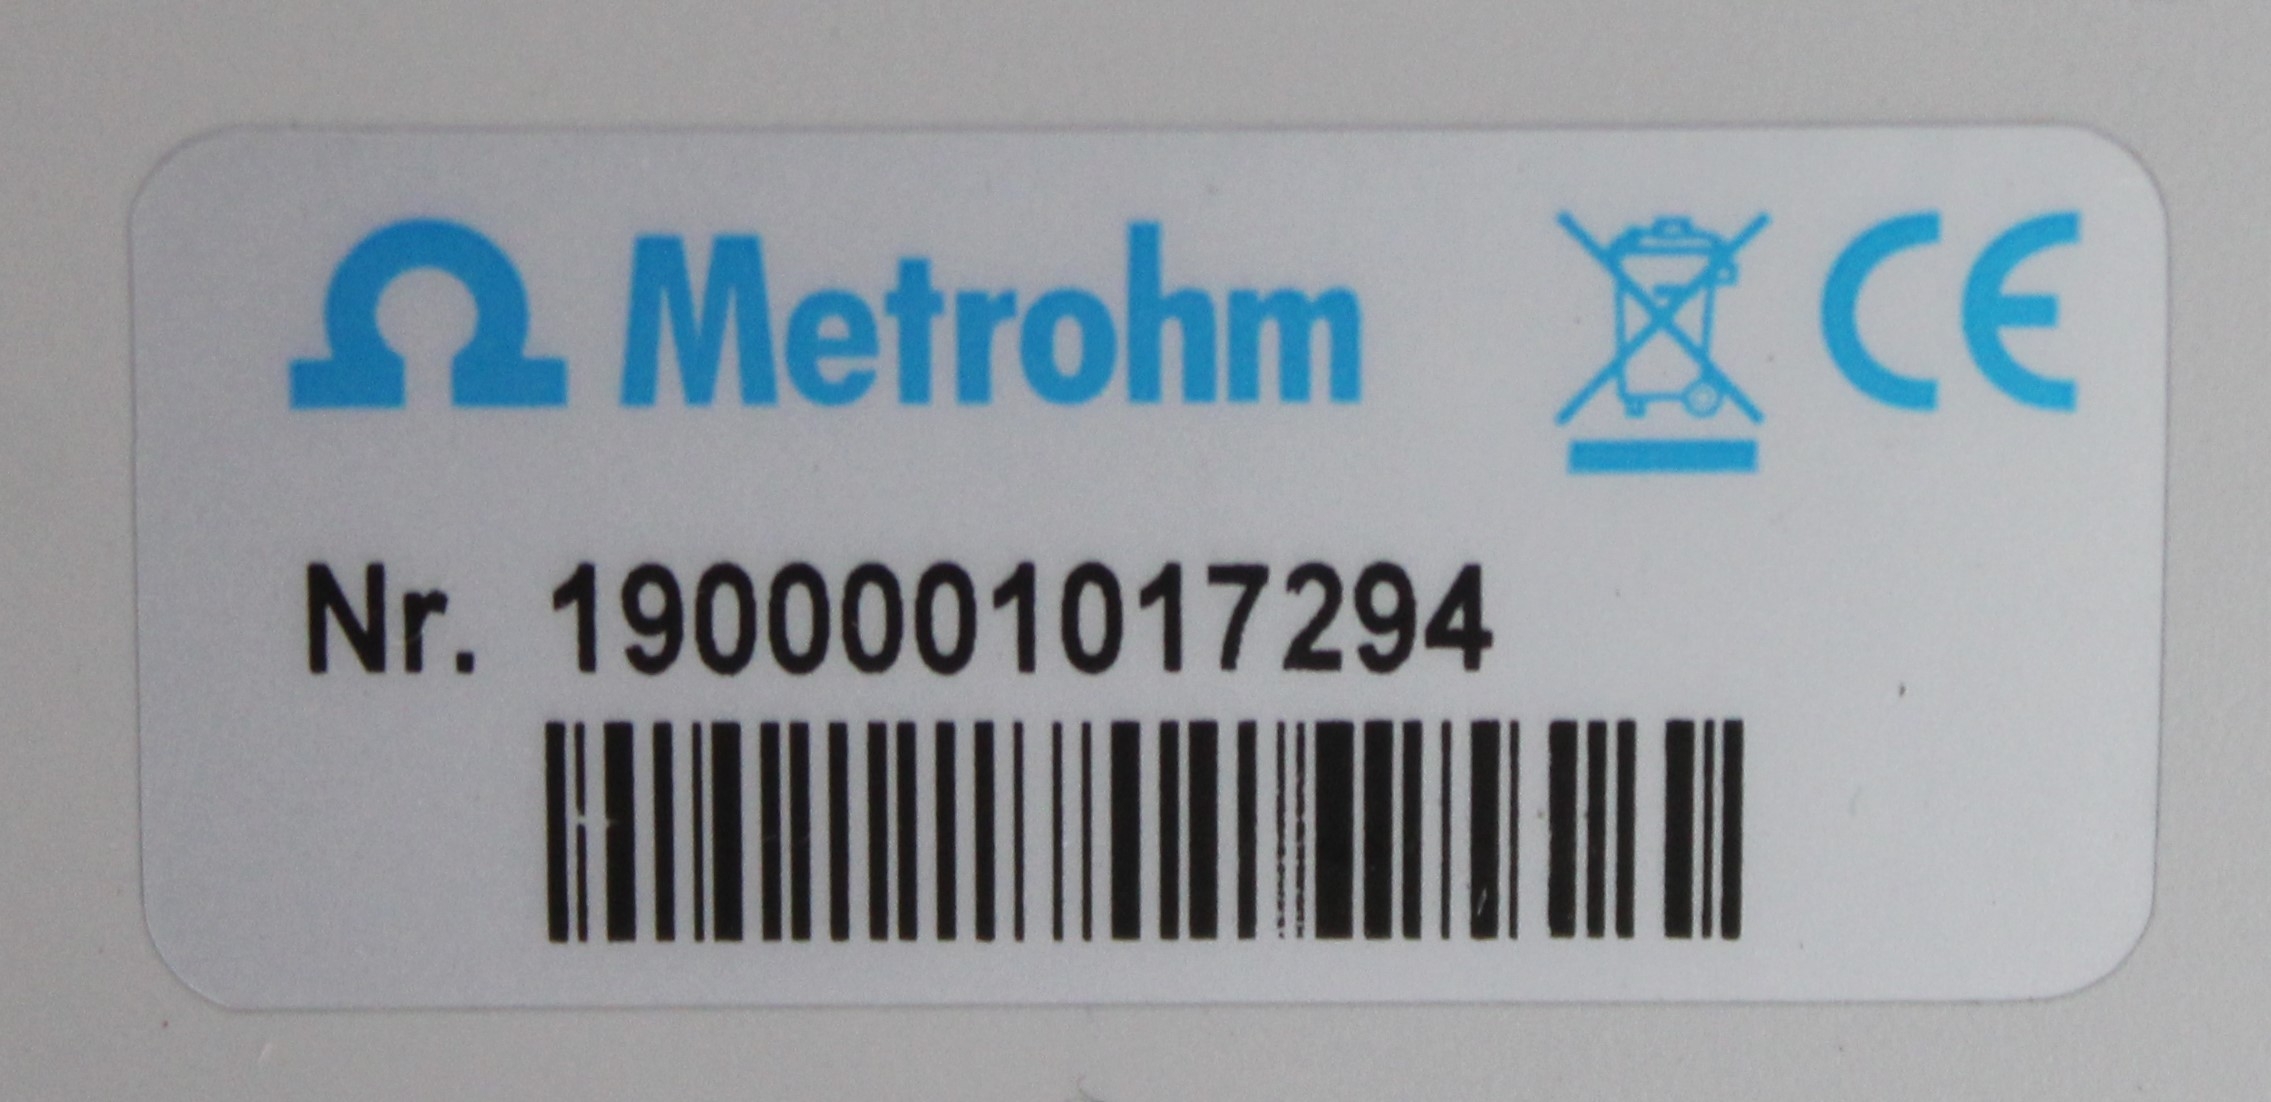 Ω Metrohm CE
Nr. 1900001017294